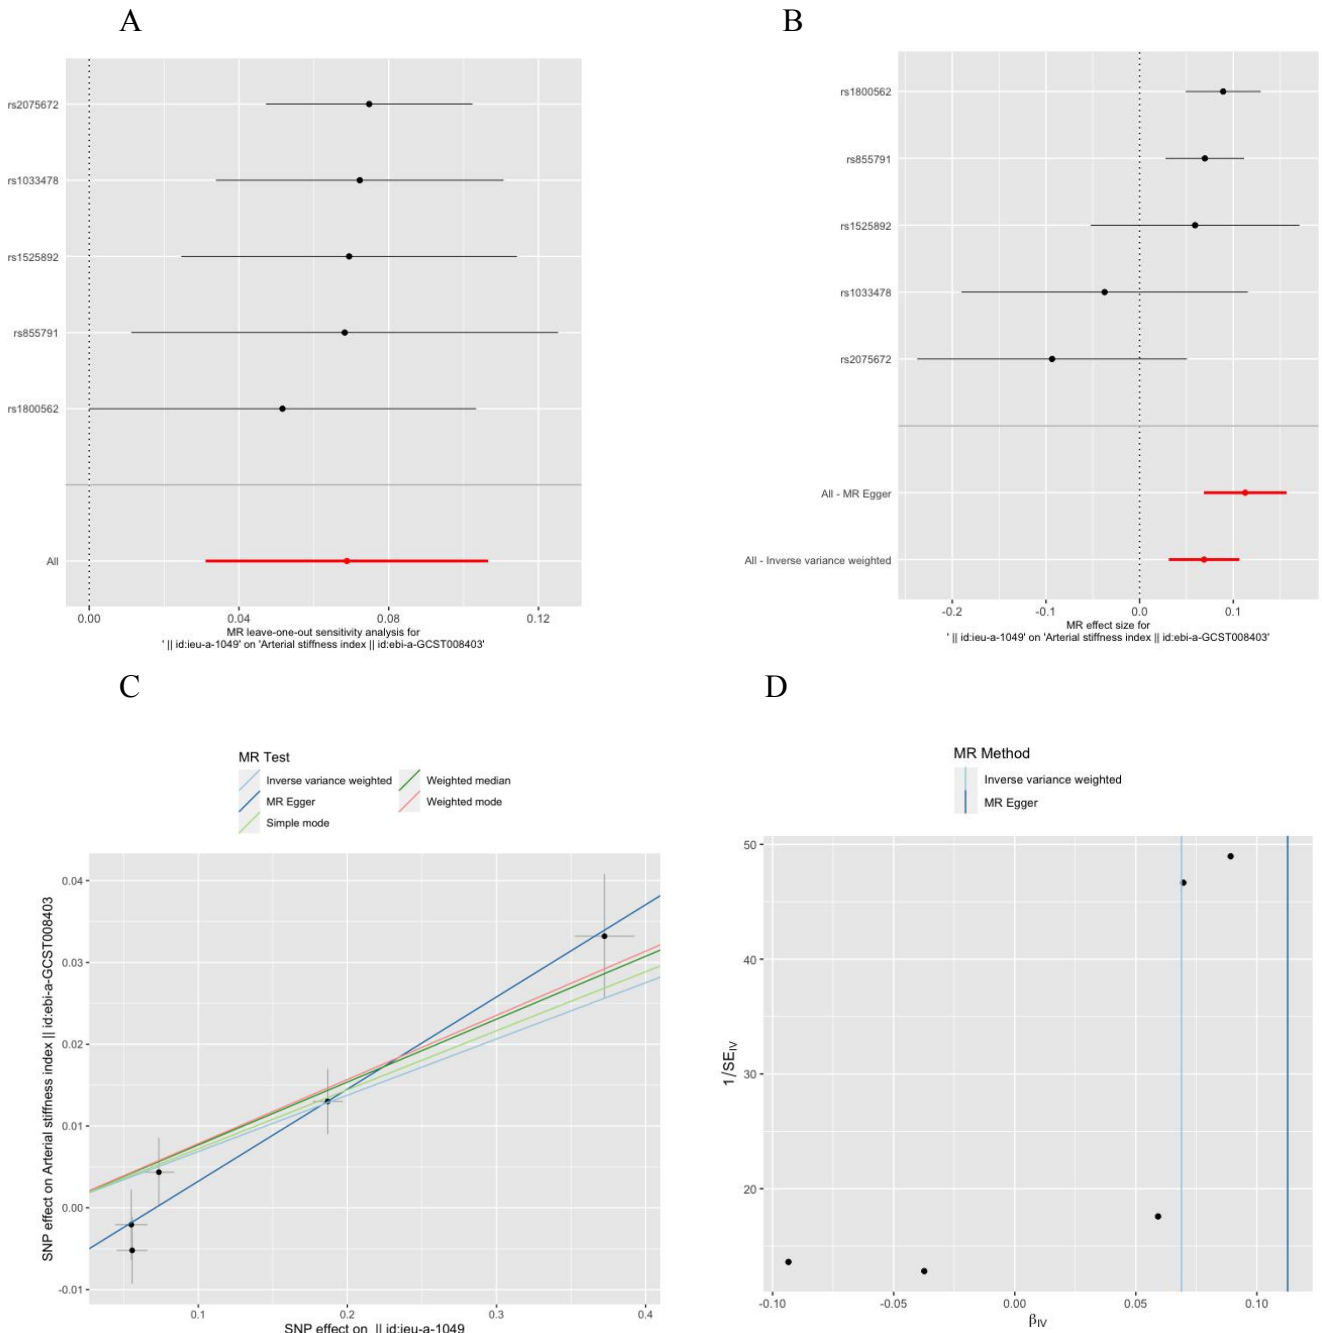 A
rs2075672
rs1033478
rs1525892
rs855791
rs1800562
All
0.00
0.04
0.08
0.12
MR leave-one-out sensitivity analysis for
' || id:ieu-a-1049' on 'Arterial stiffness index || id:ebi-a-GCST008403'
B
rs1800562
rs855791
rs1525892
rs1033478
rs2075672
All - MR Egger
All - Inverse variance weighted
-0.2
-0.1
0.0
0.1
MR effect size for
' || id:ieu-a-1049' on 'Arterial stiffness index || id:ebi-a-GCST008403'
C
MR Test
Inverse variance weighted
MR Egger
Simple mode
Weighted median
Weighted mode
SNP effect on Arterial stiffness index || id:ebi-a-GCST008403
0.04
0.03
0.02
0.01
0.00
-0.01
0.1
0.2
0.3
0.4
SNP effect on || id:ieu-a-1049
D
MR Method
Inverse variance weighted
MR Egger
1/SE_IV
50
40
30
20
-0.10
-0.05
0.00
0.05
0.10
β_IV